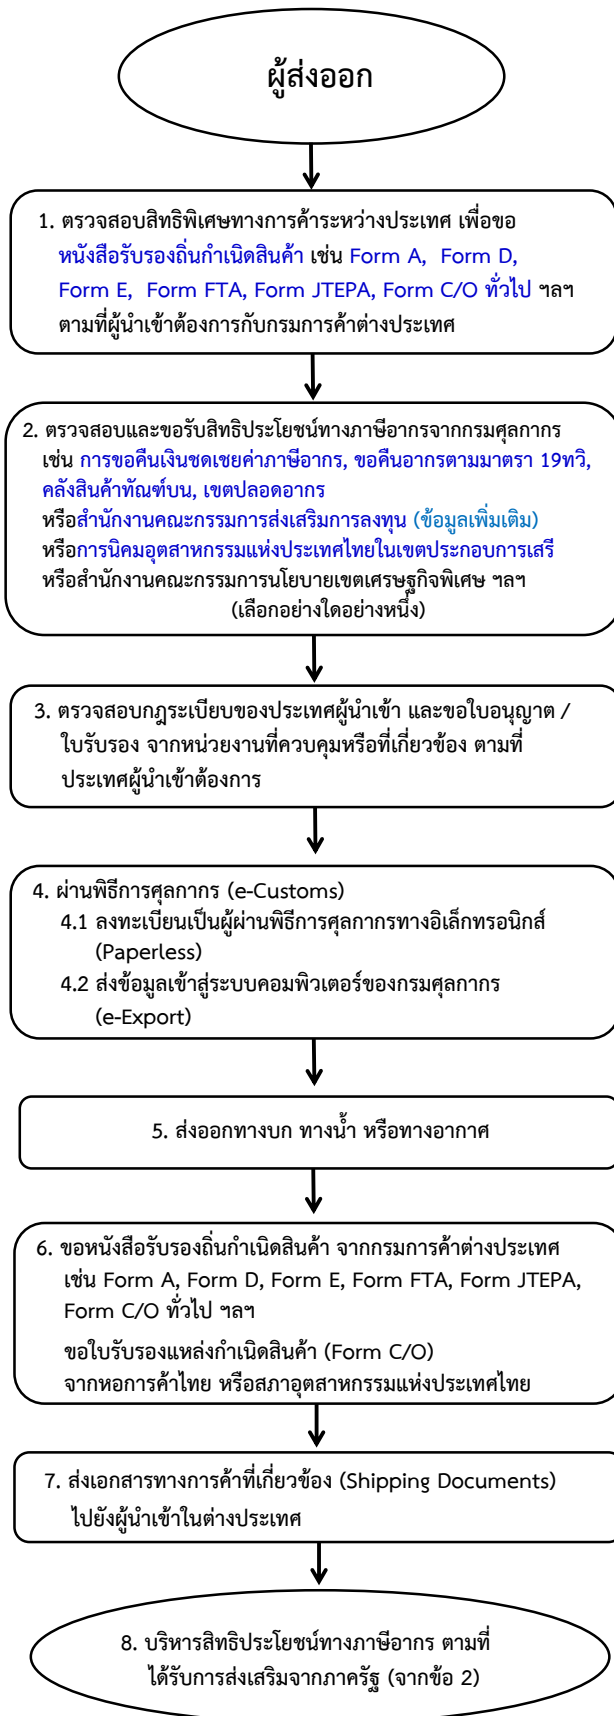 ผู้ส่งออก
1. ตรวจสอบสิทธิพิเศษทางการค้าระหว่างประเทศ เพื่อขอ
หนังสือรับรองถิ่นกำเนิดสินค้า เช่น Form A, Form D,
Form E, Form FTA, Form JTEPA, Form C/O ทั่วไป ฯลฯ
ตามที่ผู้นำเข้าต้องการกับกรมการค้าต่างประเทศ
2. ตรวจสอบและขอรับสิทธิประโยชน์ทางภาษีอากรจากกรมศุลกากร
เช่น การขอคืนเงินชดเชยค่าภาษีอากร, ขอคืนอากรตามมาตรา 19ทวิ,
คลังสินค้าทัณฑ์บน, เขตปลอดอากร
หรือสำนักงานคณะกรรมการส่งเสริมการลงทุน (ข้อมูลเพิ่มเติม)
หรือการนิคมอุตสาหกรรมแห่งประเทศไทยในเขตประกอบการเสรี
หรือสำนักงานคณะกรรมการนโยบายเขตเศรษฐกิจพิเศษ ฯลฯ
(เลือกอย่างใดอย่างหนึ่ง)
3. ตรวจสอบกฎระเบียบของประเทศผู้นำเข้า และขอใบอนุญาต /
ใบรับรอง จากหน่วยงานที่ควบคุมหรือที่เกี่ยวข้อง ตามที่
ประเทศผู้นำเข้าต้องการ
4. ผ่านพิธีการศุลกากร (e-Customs)
4.1 ลงทะเบียนเป็นผู้ผ่านพิธีการศุลกากรทางอิเล็กทรอนิกส์
(Paperless)
4.2 ส่งข้อมูลเข้าสู่ระบบคอมพิวเตอร์ของกรมศุลกากร
(e-Export)
5. ส่งออกทางบก ทางน้ำ หรือทางอากาศ
6. ขอหนังสือรับรองถิ่นกำเนิดสินค้า จากกรมการค้าต่างประเทศ
เช่น Form A, Form D, Form E, Form FTA, Form JTEPA,
Form C/O ทั่วไป ฯลฯ
ขอใบรับรองแหล่งกำเนิดสินค้า (Form C/O)
จากหอการค้าไทย หรือสภาอุตสาหกรรมแห่งประเทศไทย
7. ส่งเอกสารทางการค้าที่เกี่ยวข้อง (Shipping Documents)
ไปยังผู้นำเข้าในต่างประเทศ
8. บริหารสิทธิประโยชน์ทางภาษีอากร ตามที่
ได้รับการส่งเสริมจากภาครัฐ (จากข้อ 2)